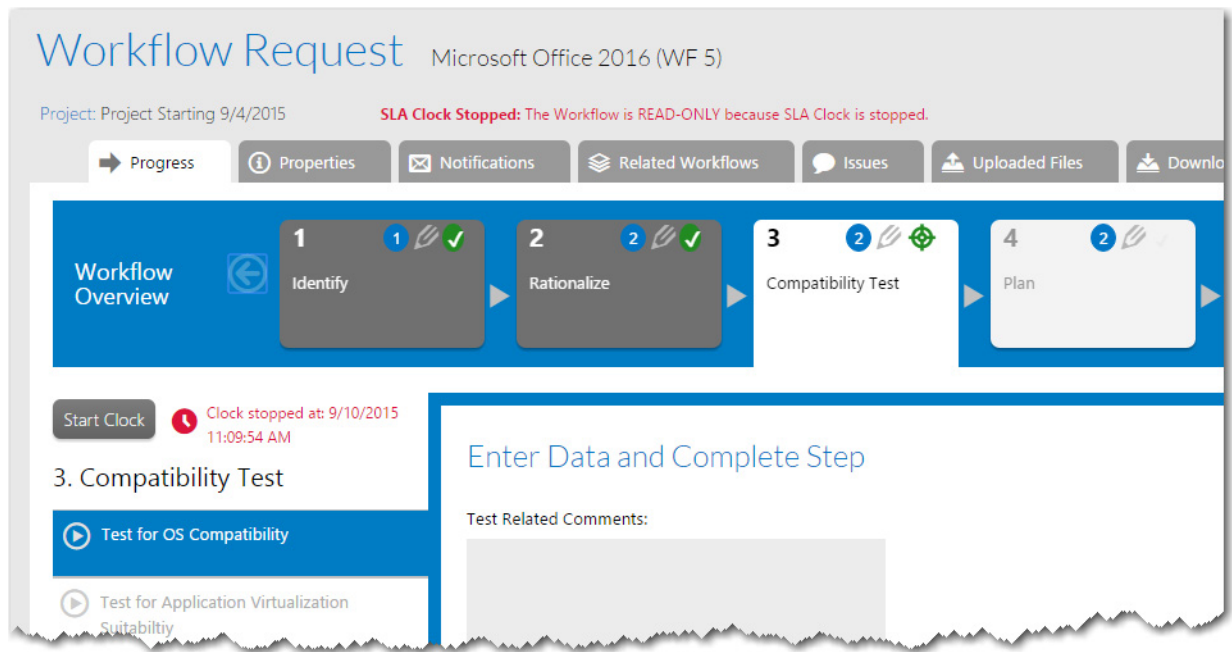 Workflow Request Microsoft Office 2016 (WF 5)
Project: Project Starting 9/4/2015 SLA Clock Stopped: The Workflow is READ-ONLY because SLA Clock is stopped.
Progress Properties Notifications Related Workflows Issues Uploaded Files Downlo
1 1 2 2 3 2 4 2
Workflow
Overview
Identify Rationalize Compatibility Test Plan
Start Clock
Clock stopped at: 9/10/2015
11:09:54 AM
Enter Data and Complete Step
3. Compatibility Test
Test Related Comments:
Test for OS Compatibility
Test for Application Virtualization
Suitabiltiy